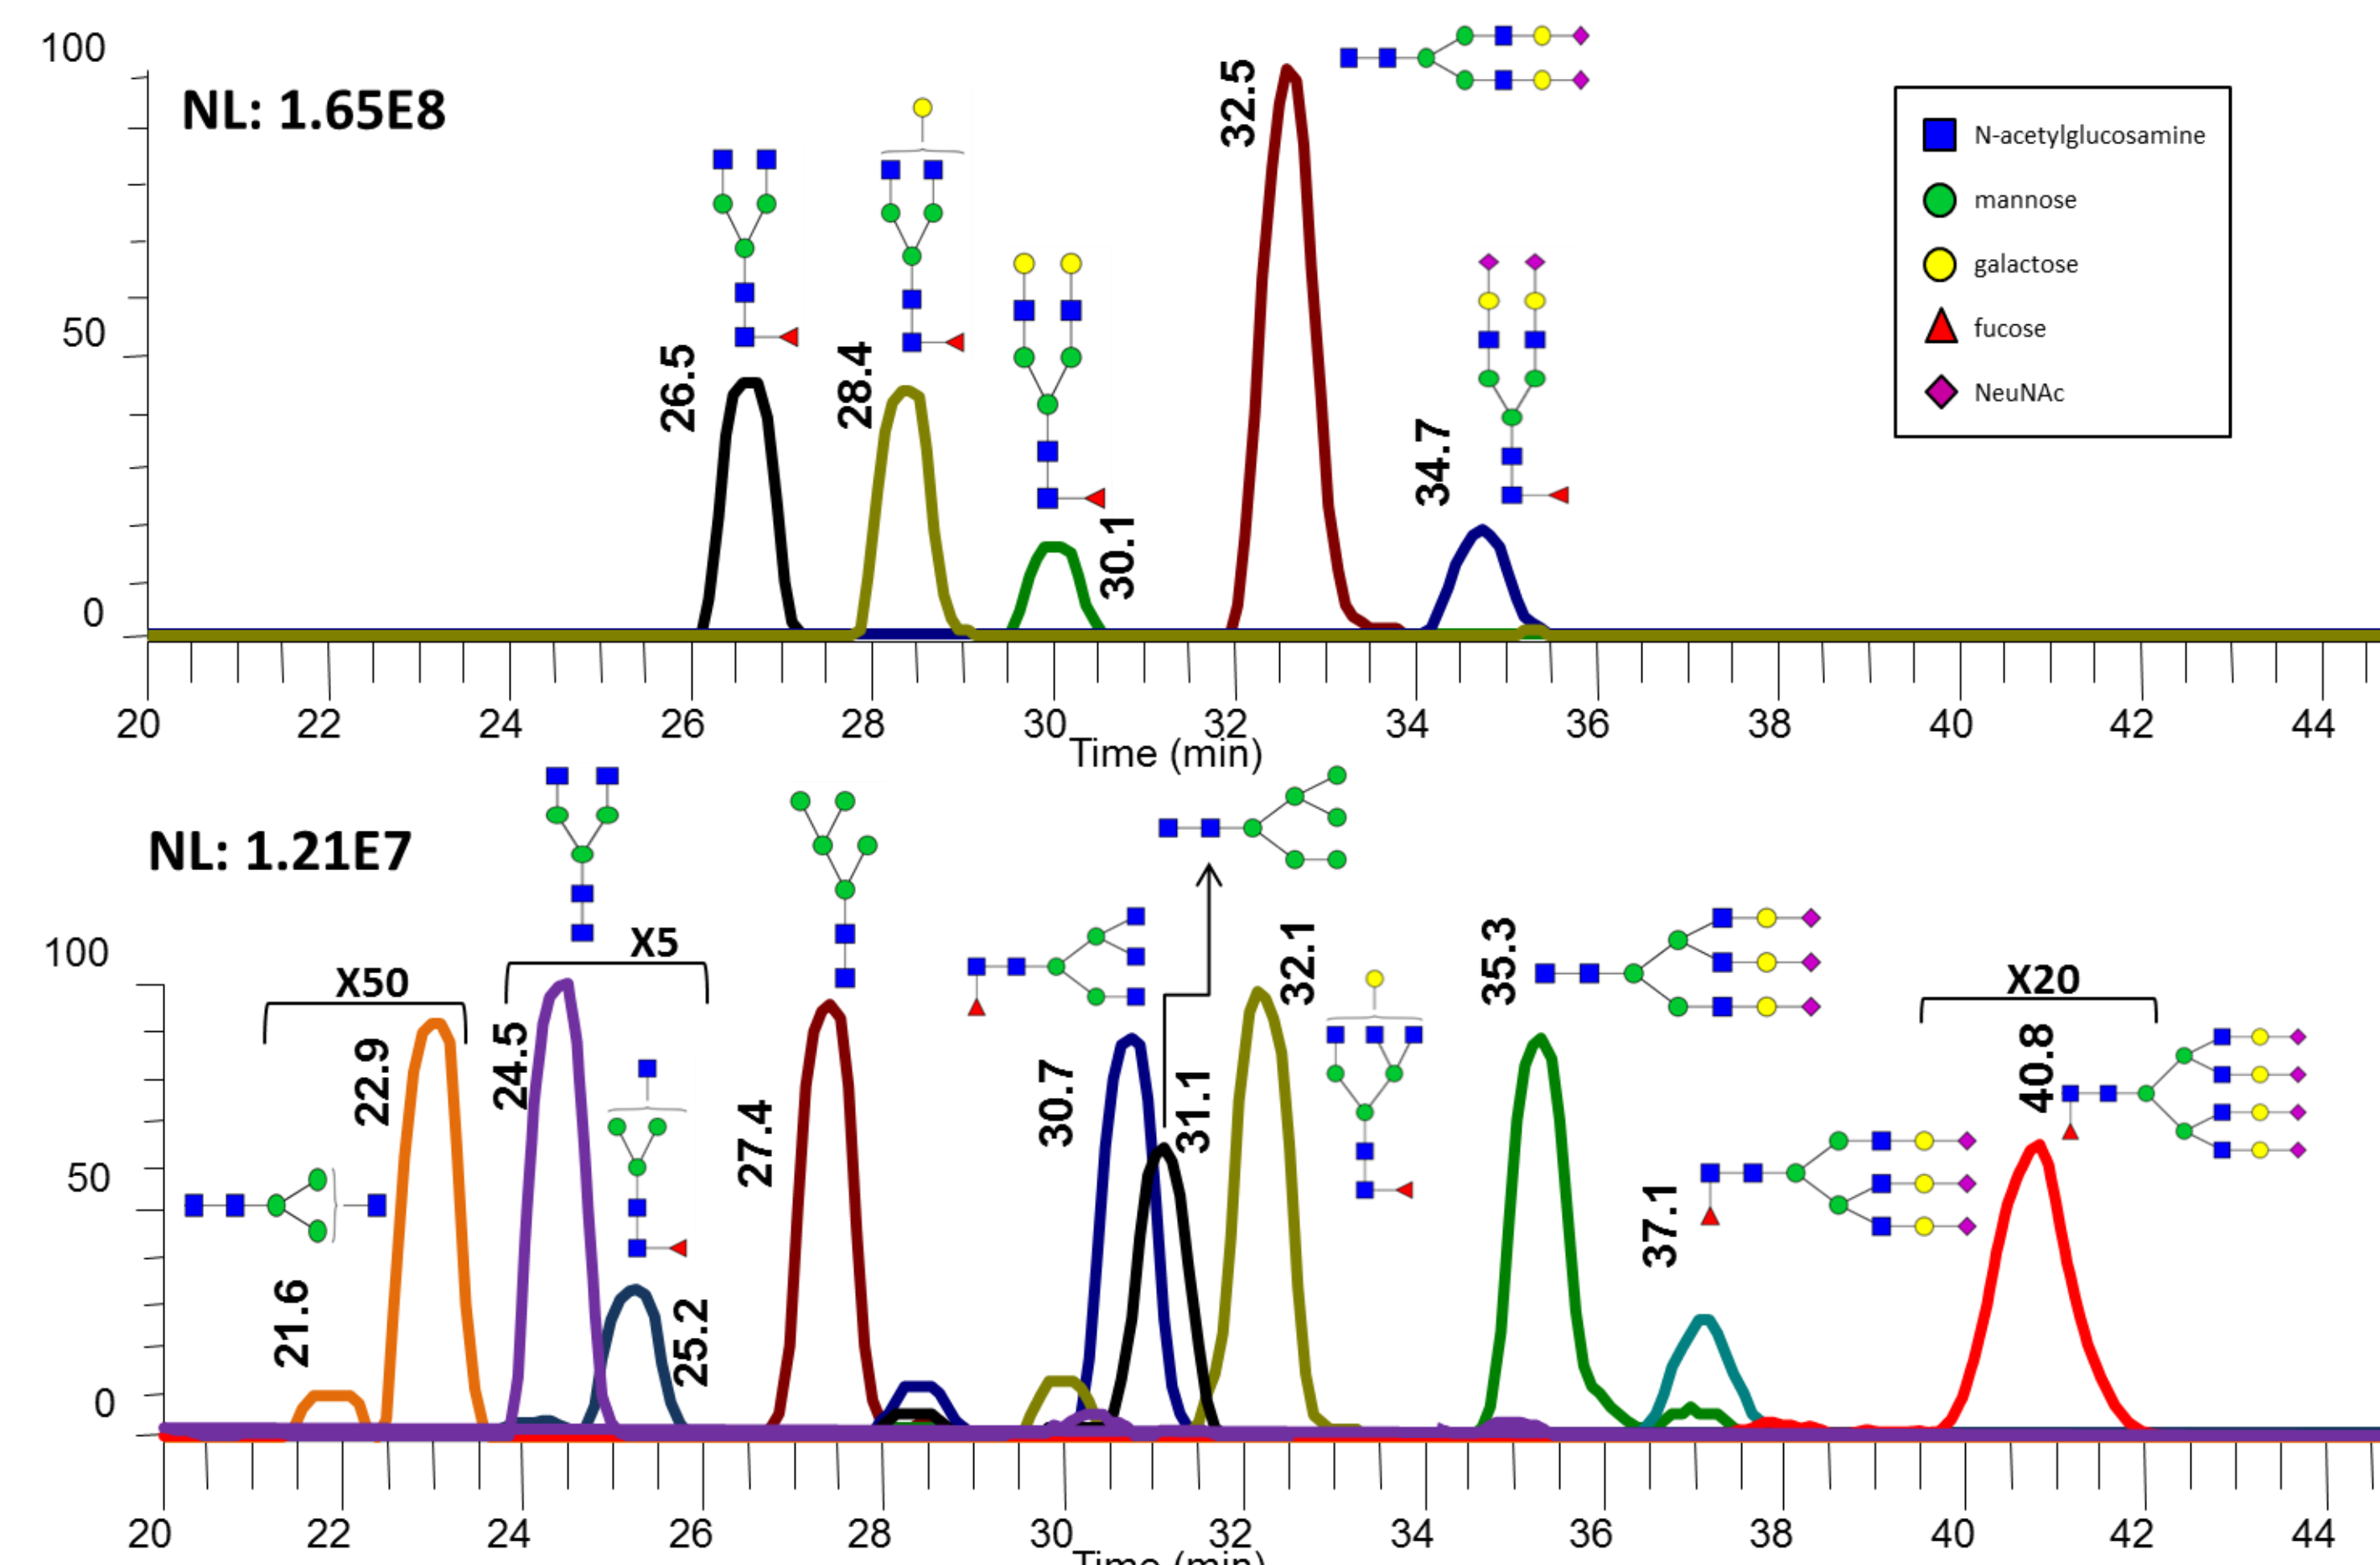 100
NL: 1.65E8
50
0
26.5
28.4
30.1
32.5
34.7
N-acetylglucosamine
mannose
galactose
fucose
NeuNAc
20 22 24 26 28 30 32 34 36 38 40 42 44
Time (min)
NL: 1.21E7
100
50
0
X50
X5
X20
21.6
22.9
24.5
25.2
27.4
30.7
31.1
32.1
35.3
37.1
40.8
20 22 24 26 28 30 32 34 36 38 40 42 44
Time (min)